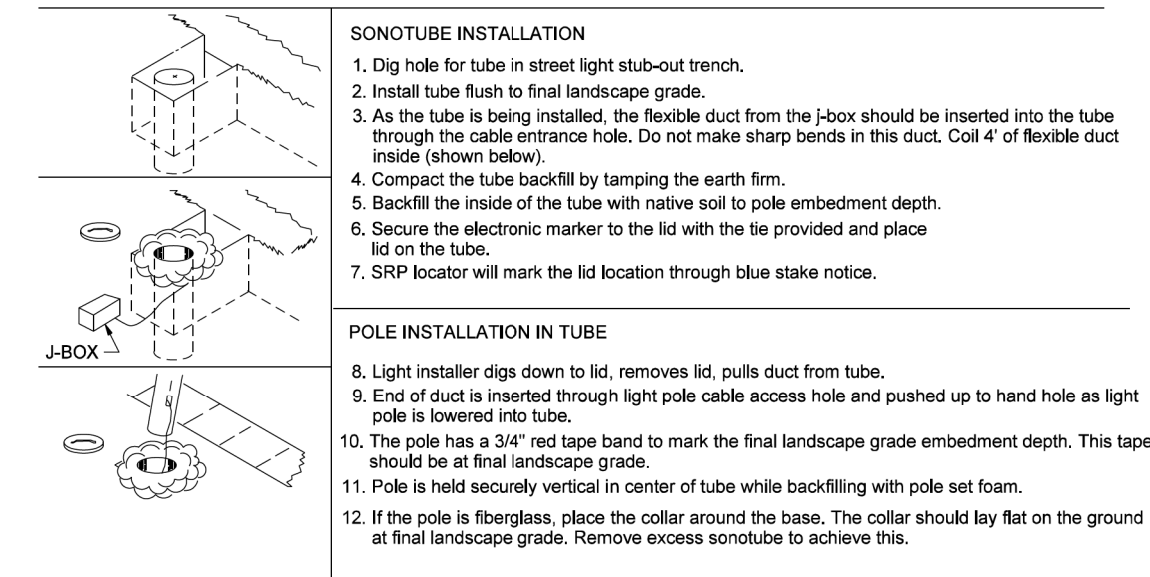 SONOTUBE INSTALLATION
1. Dig hole for tube in street light stub-out trench.
2. Install tube flush to final landscape grade.
3. As the tube is being installed, the flexible duct from the j-box should be inserted into the tube
through the cable entrance hole. Do not make sharp bends in this duct. Coil 4' of flexible duct
inside (shown below).
4. Compact the tube backfill by tamping the earth firm.
5. Backfill the inside of the tube with native soil to pole embedment depth.
6. Secure the electronic marker to the lid with the tie provided and place
lid on the tube.
7. SRP locator will mark the lid location through blue stake notice.
J-BOX
POLE INSTALLATION IN TUBE
8. Light installer digs down to lid, removes lid, pulls duct from tube.
9. End of duct is inserted through light pole cable access hole and pushed up to hand hole as light
pole is lowered into tube.
10. The pole has a 3/4" red tape band to mark the final landscape grade embedment depth. This tape
should be at final landscape grade.
11. Pole is held securely vertical in center of tube while backfilling with pole set foam.
12. If the pole is fiberglass, place the collar around the base. The collar should lay flat on the ground
at final landscape grade. Remove excess sonotube to achieve this.